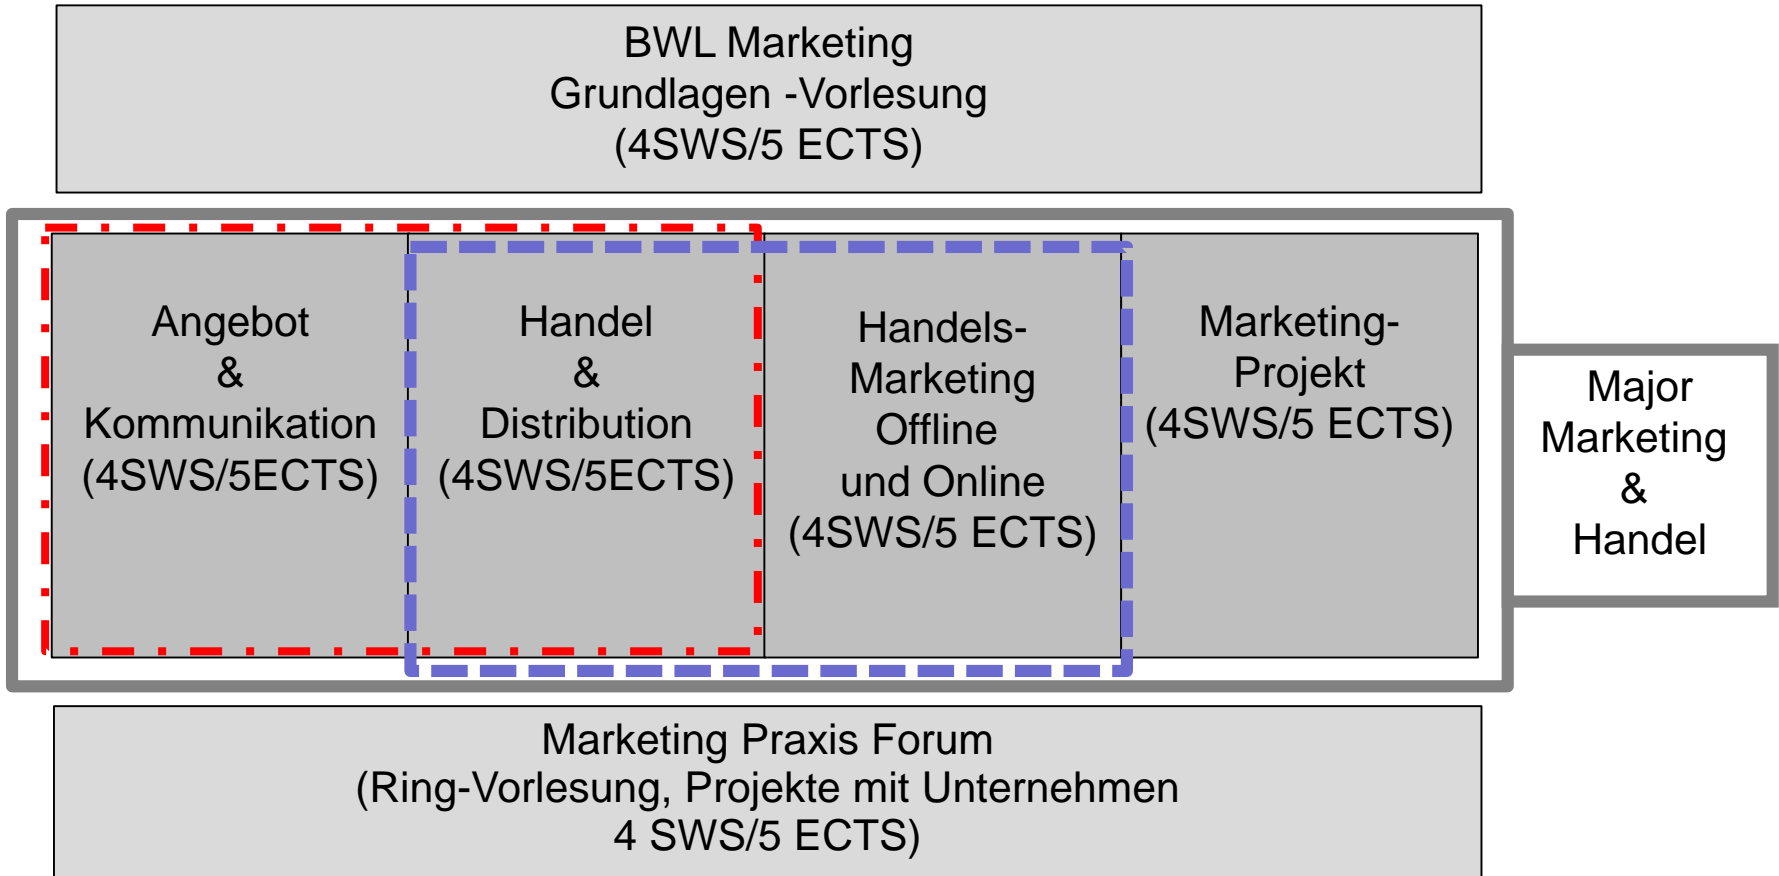 BWL Marketing
Grundlagen -Vorlesung
(4SWS/5 ECTS)
Angebot
&
Kommunikation
(4SWS/5ECTS)
Handel
&
Distribution
(4SWS/5ECTS)
Handels-
Marketing
Offline
und Online
(4SWS/5 ECTS)
Marketing-
Projekt
(4SWS/5 ECTS)
Major
Marketing
&
Handel
Marketing Praxis Forum
(Ring-Vorlesung, Projekte mit Unternehmen
4 SWS/5 ECTS)